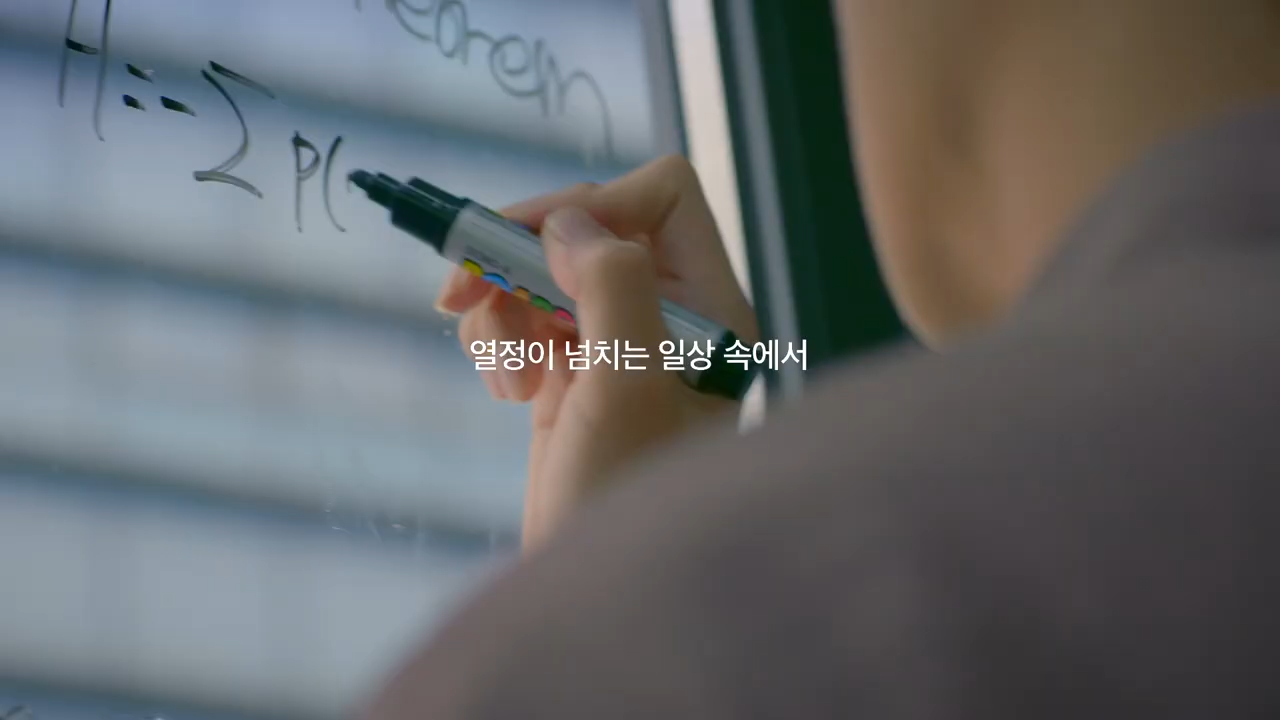 H = - Σ P(
열정이 넘치는 일상 속에서